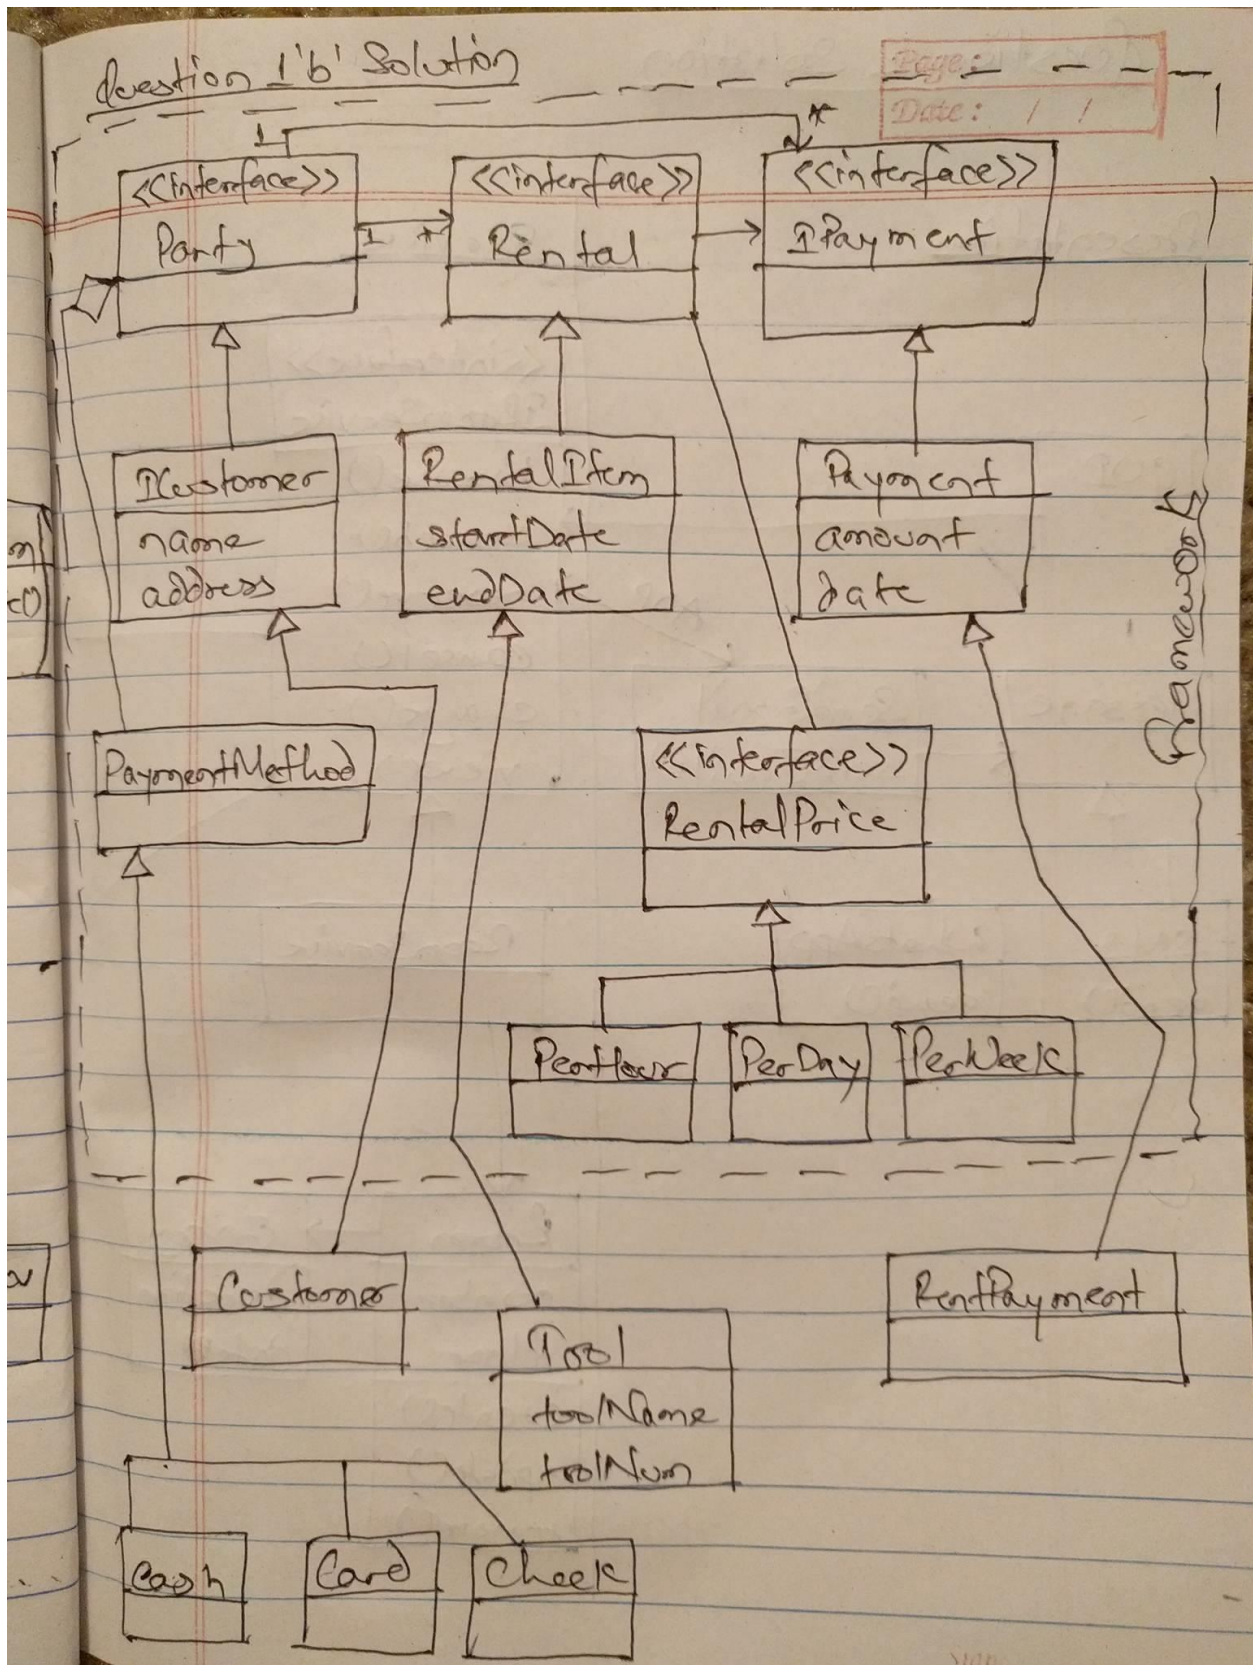 Question 1'b' Solution
Page:
Date: / /
1
*
<<interface>>
Party
<<interface>>
Rental
<<interface>>
IPayment
1
*
ICustomer
name
address
RentalItem
startDate
endDate
Payment
amount
date
Framework
PaymentMethod
<<interface>>
RentalPrice
PerHour
PerDay
PerWeek
Customer
Tool
toolName
toolNum
RentPayment
Cash
Card
Check